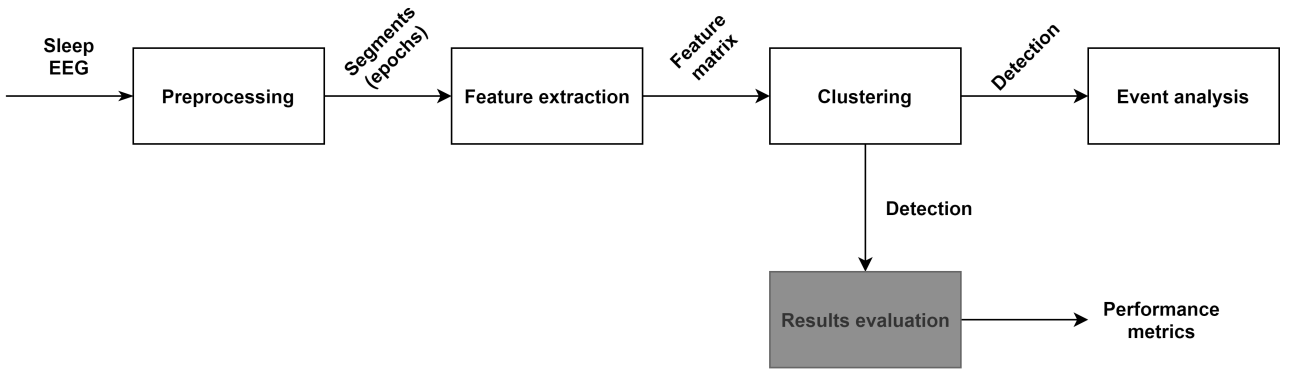 Sleep
EEG
Preprocessing
Segments
(epochs)
Feature extraction
Feature
matrix
Clustering
Detection
Event analysis
Detection
Results evaluation
Performance
metrics